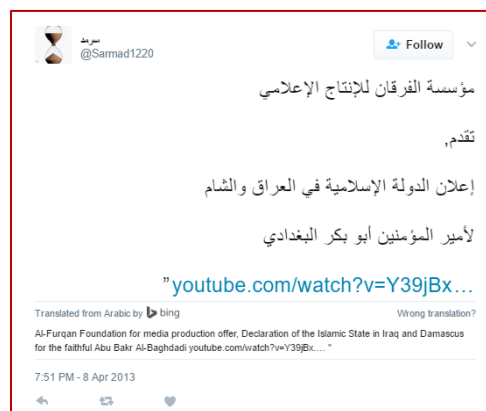 سرمد
@Sarmad1220
Follow
مؤسسة الفرقان للإنتاج الإعلامي
تقدم,
إعلان الدولة الإسلامية في العراق والشام
لأمير المؤمنين أبو بكر البغدادي
"youtube.com/watch?v=Y39jBx…
Translated from Arabic by bing
Wrong translation?
Al-Furqan Foundation for media production offer, Declaration of the Islamic State in Iraq and Damascus
for the faithful Abu Bakr Al-Baghdadi youtube.com/watch?v=Y39jBx…. "
7:51 PM - 8 Apr 2013